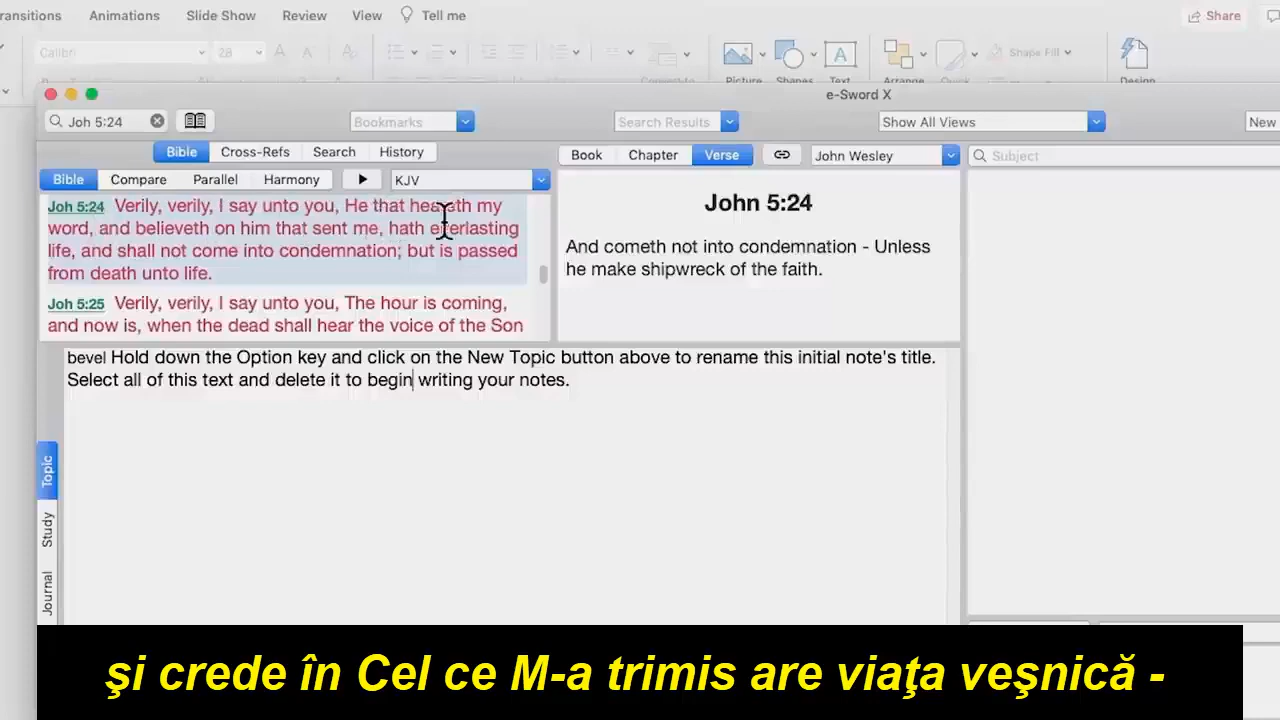 ransitions Animations Slide Show Review View Tell me
Share
Calibri 28
Shape Fill
Picture Shapes Text Arrange Quick Design
e-Sword X
Joh 5:24 Bookmarks Search Results Show All Views New
Bible Cross-Refs Search History
Book Chapter Verse John Wesley Subject
Bible Compare Parallel Harmony KJV
Joh 5:24 Verily, verily, I say unto you, He that heareth my
word, and believeth on him that sent me, hath everlasting
life, and shall not come into condemnation; but is passed
from death unto life.
Joh 5:25 Verily, verily, I say unto you, The hour is coming,
and now is, when the dead shall hear the voice of the Son
John 5:24
And cometh not into condemnation - Unless
he make shipwreck of the faith.
bevel Hold down the Option key and click on the New Topic button above to rename this initial note's title.
Select all of this text and delete it to begin writing your notes.
Topic
Study
Journal
şi crede în Cel ce M-a trimis are viaţa veşnică -